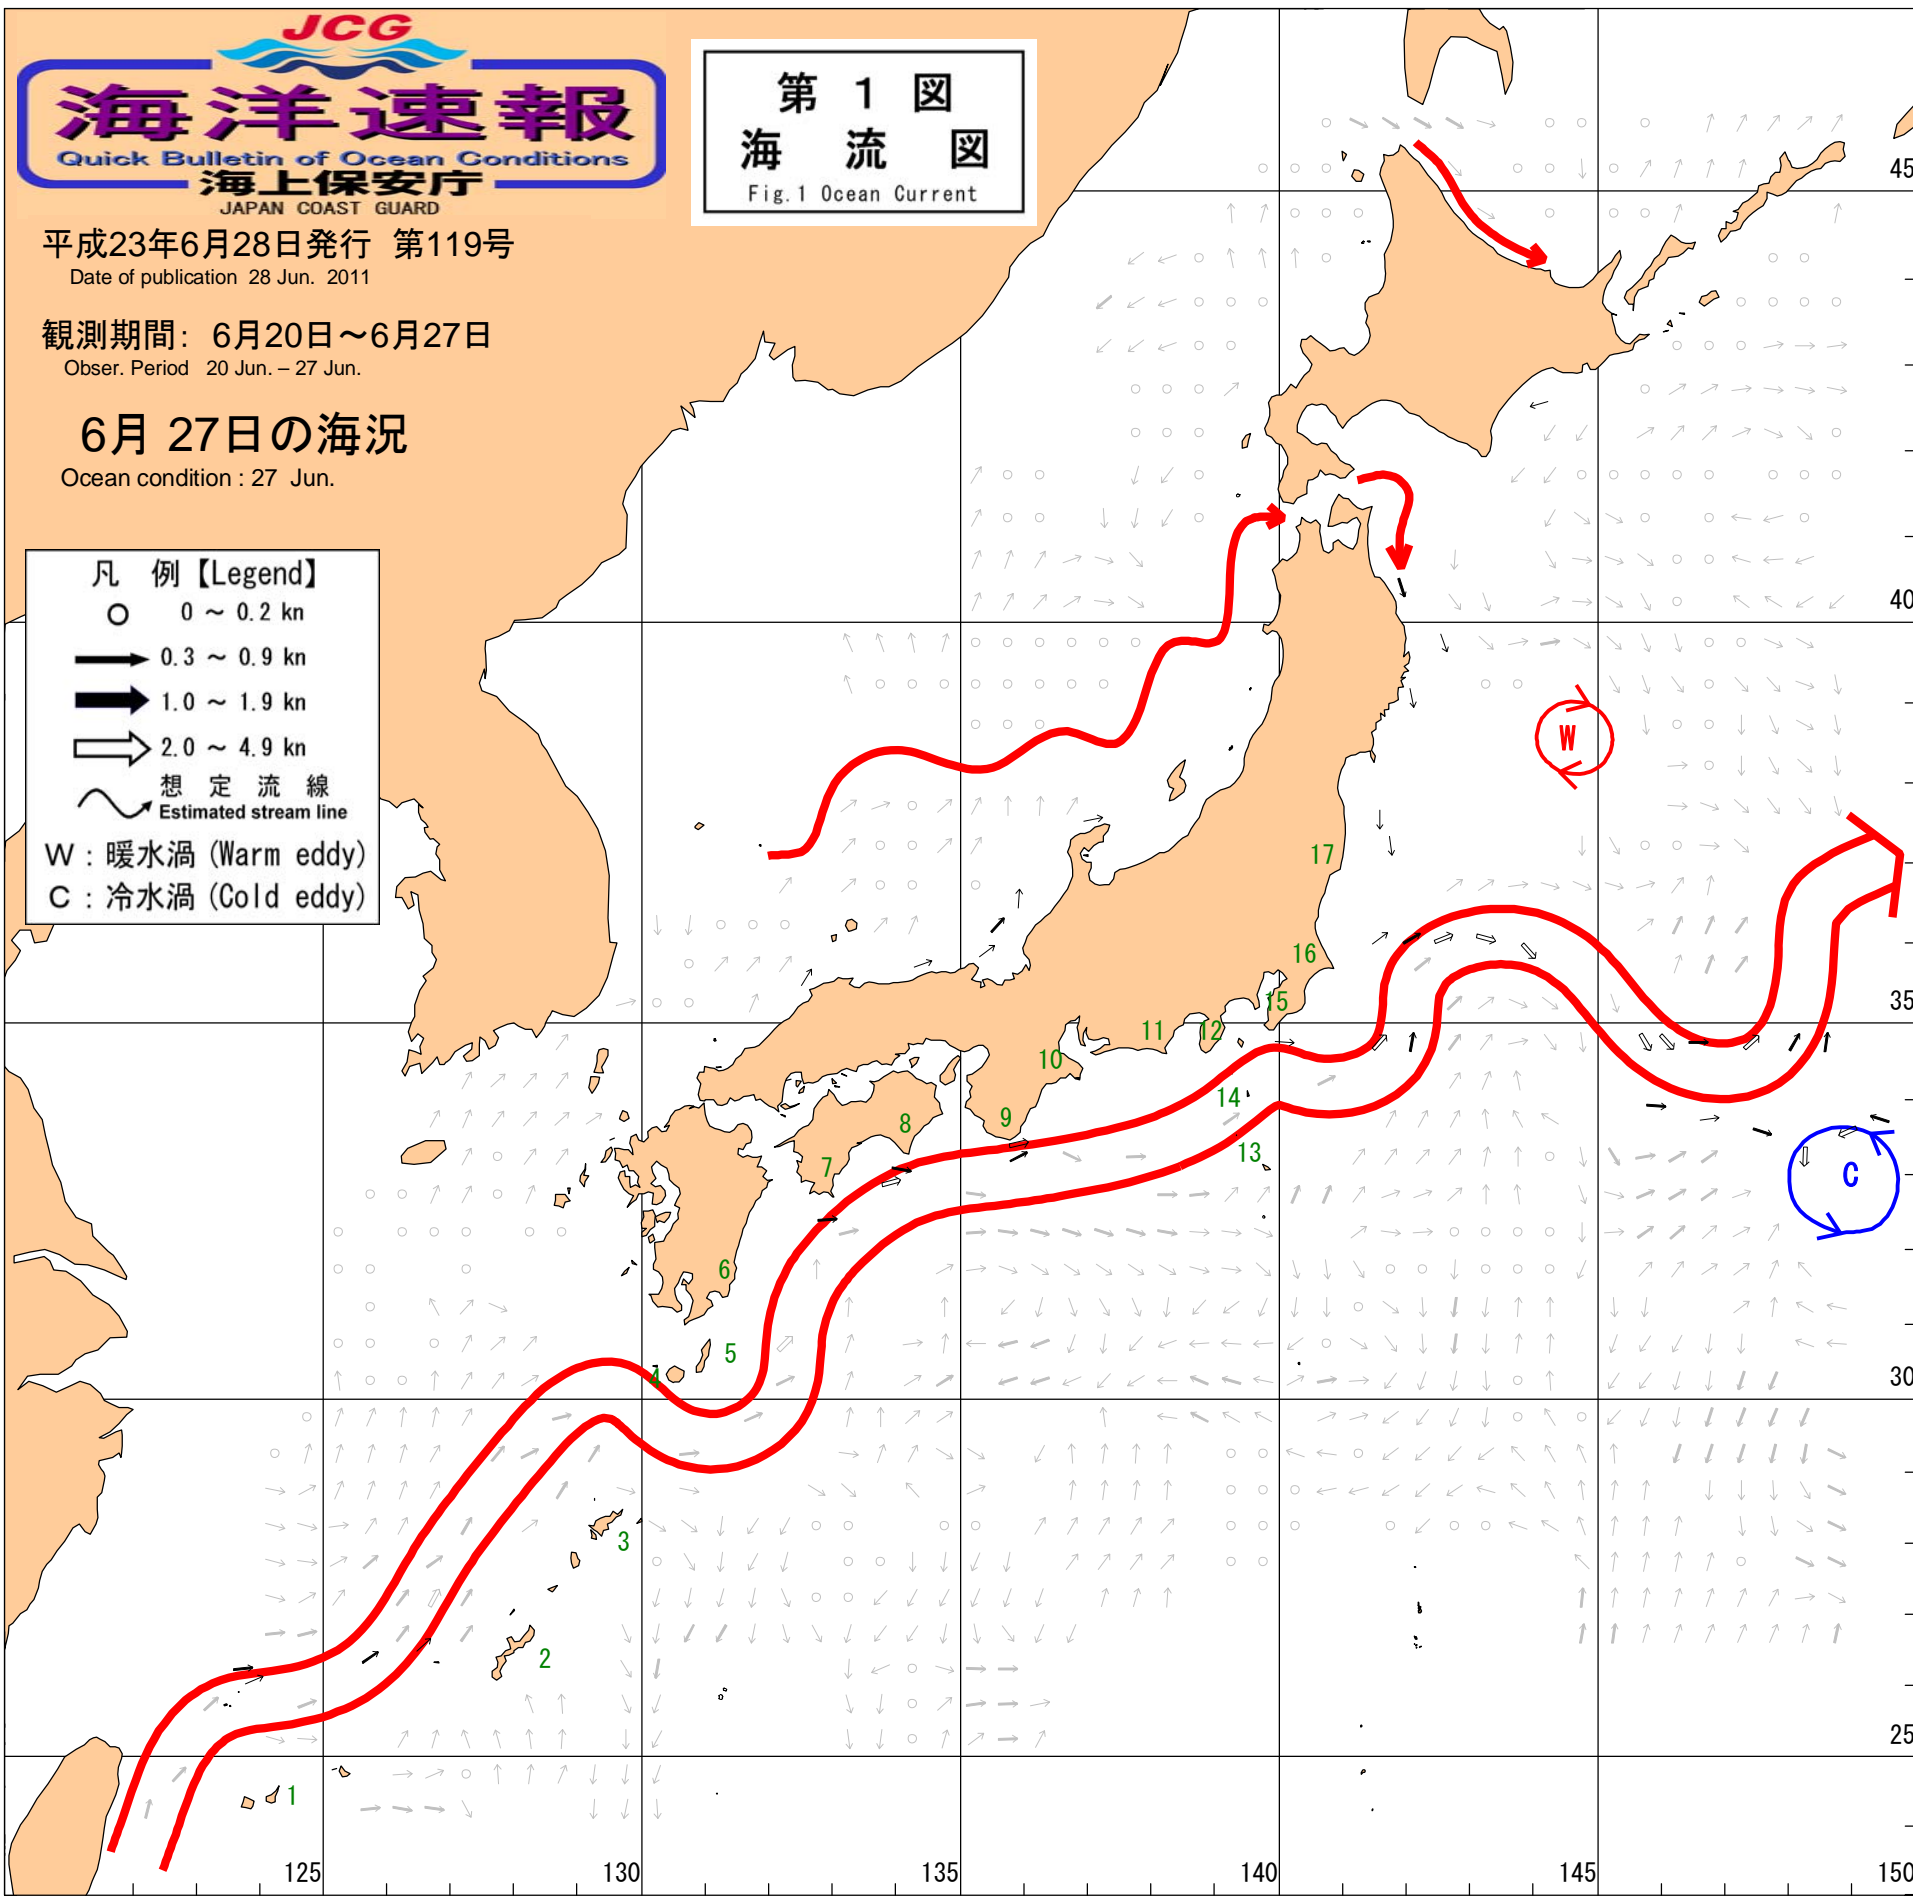 JCG
海洋速報
Quick Bulletin of Ocean Conditions
海上保安庁
JAPAN COAST GUARD
第 1 図
海 流 図
Fig.1 Ocean Current
平成23年6月28日発行 第119号
Date of publication 28 Jun. 2011
観測期間: 6月20日～6月27日
Obser. Period 20 Jun. – 27 Jun.
6月 27日の海況
Ocean condition : 27 Jun.
凡 例【Legend】
0 ～ 0.2 kn
0.3 ～ 0.9 kn
1.0 ～ 1.9 kn
2.0 ～ 4.9 kn
想 定 流 線
Estimated stream line
W : 暖水渦 (Warm eddy)
C : 冷水渦 (Cold eddy)
45
40
W
17
16
35
15
12
11
10
14
9
8
13
7
C
6
5
4
30
3
2
25
1
125
130
135
140
145
150